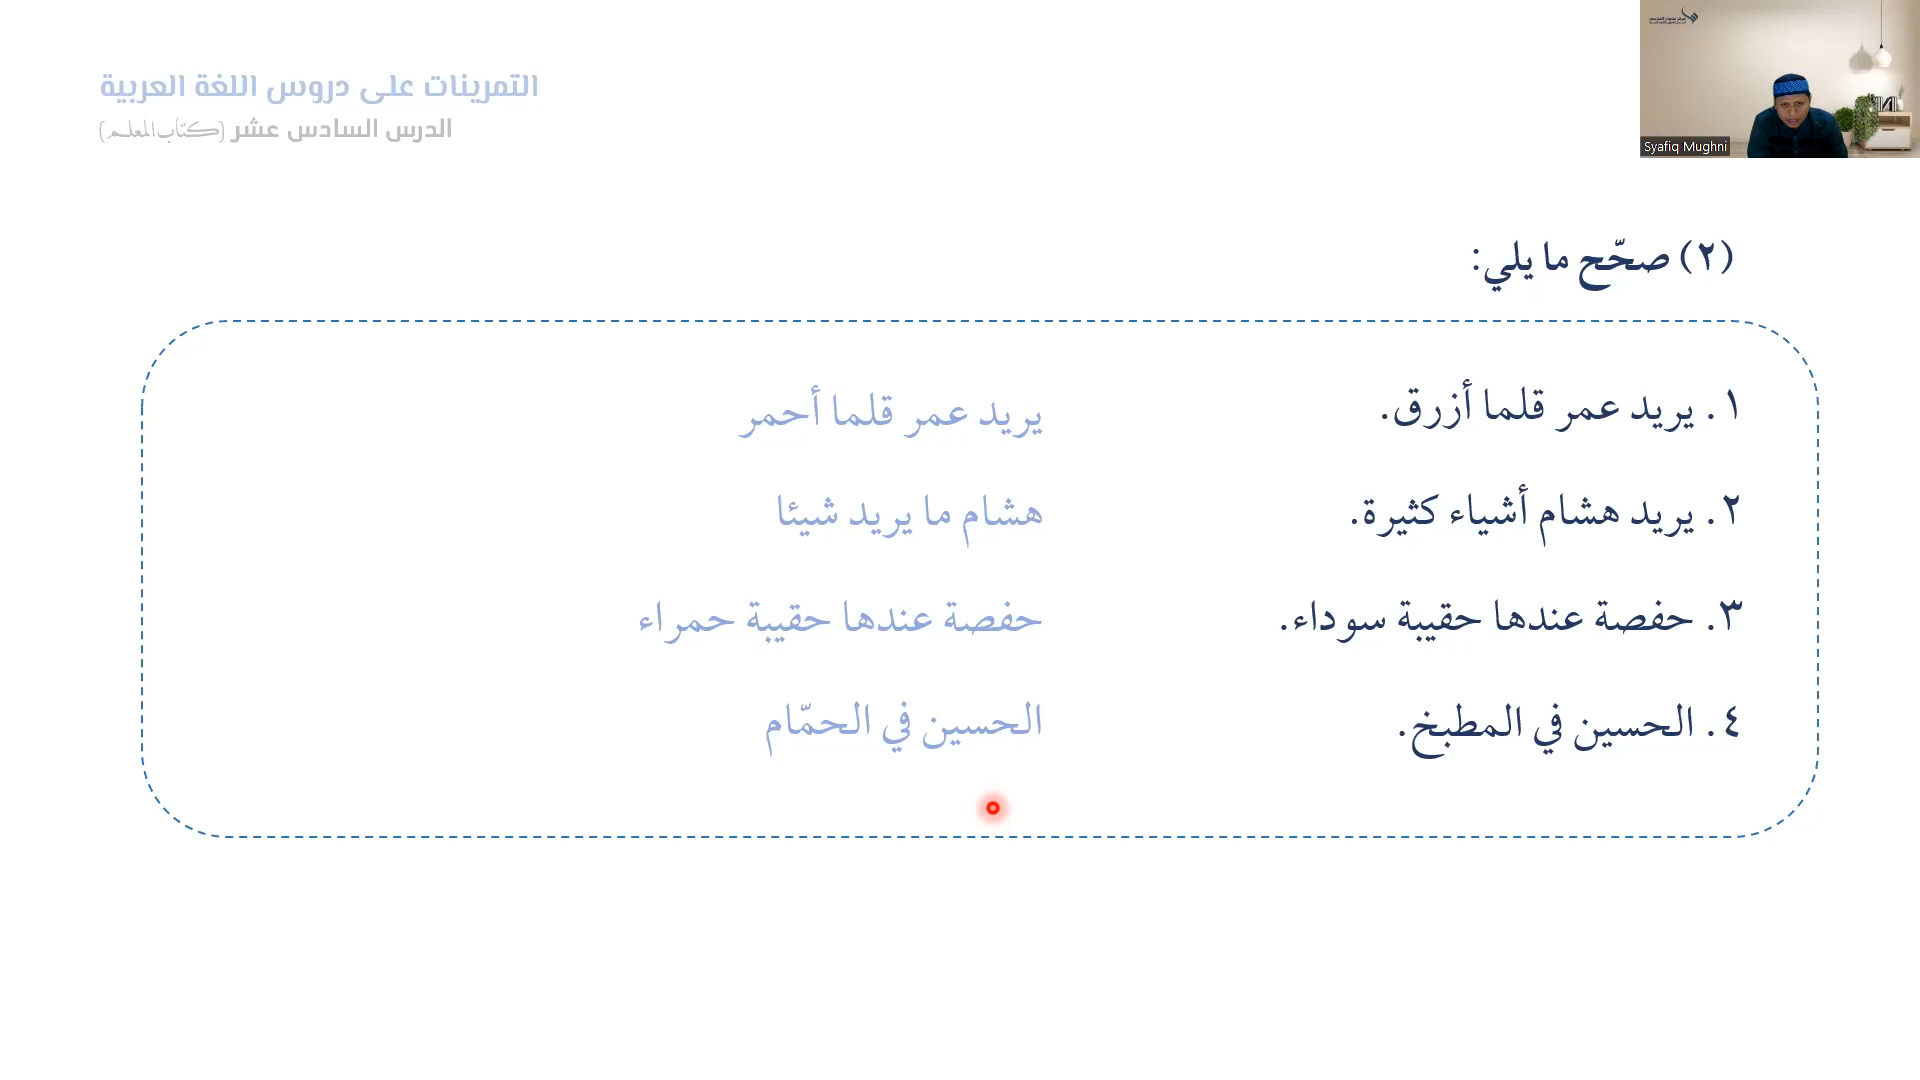 التمرينات على دروس اللغة العربية
الدرس السادس عشر (كتاب المعلم)
Syafiq Mughni
(٢) صحّح ما يلي:
١. يريد عمر قلما أزرق.
يريد عمر قلما أحمر
٢. يريد هشام أشياء كثيرة.
هشام ما يريد شيئا
٣. حفصة عندها حقيبة سوداء.
حفصة عندها حقيبة حمراء
٤. الحسين في المطبخ.
الحسين في الحمّام